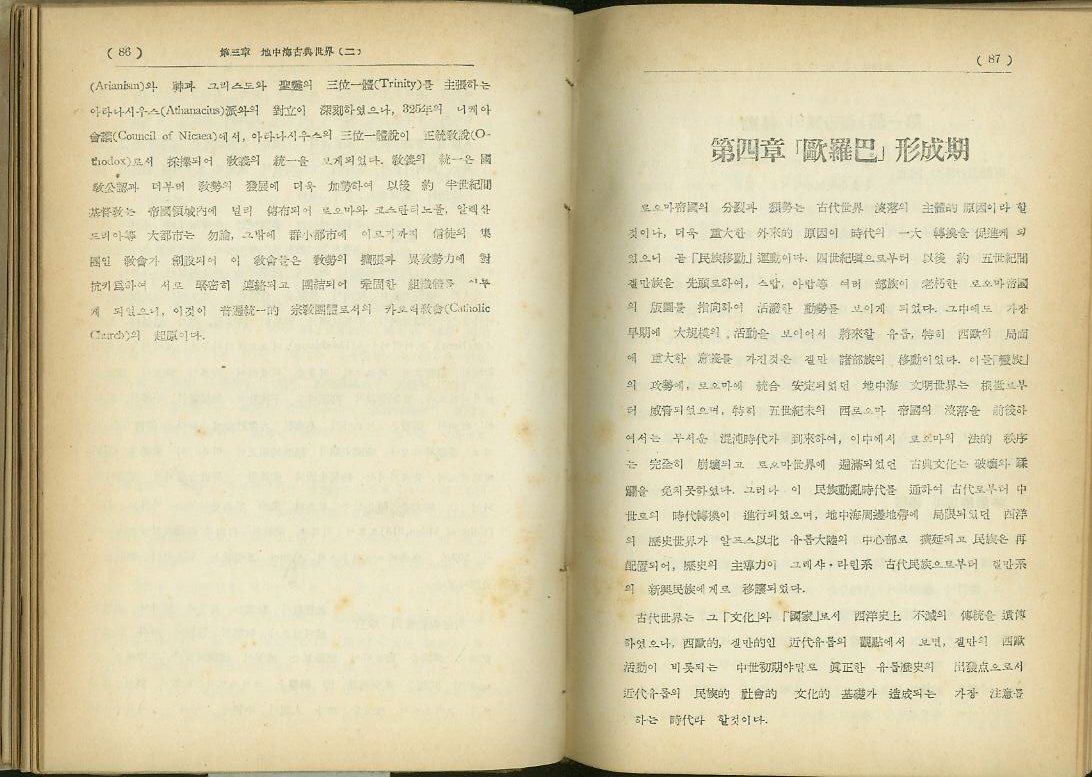 ( 86 )
第三章 地中海古典世界(二)
(Arianism)와 神과 그리스도와 聖靈의 三位一體(Trinity)를 主張하는
아타나시우스(Athanacius)派와의 對立이 深刻하였으나, 325年의 니케아
會議(Council of Nicaea)에서, 아타나시우스의 三位一體說이 正統敎說(O-
thodox)로서 採擇되어 敎義의 統一을 보게되었다. 敎義의 統一은 國
敎公認과 더부러 敎勢의 發展에 더욱 加勢하여 以後 約 半世紀間
基督敎는 帝國領域內에 널리 傳布되어 로오마와 코스탄티노플, 알렉산
드리아等 大都市는 勿論, 그밖에 群小都市에 이르기까지 信徒의 集
團인 敎會가 創設되어 이 敎會들은 敎勢의 擴張과 異敎勢力에 對
抗키爲하여 서로 緊密히 連絡되고 團結되어 鞏固한 組織體를 이루
게 되었으니, 이것이 普遍統一的 宗敎團體로서의 카도릭敎會(Catholic
Church)의 起原이다.
( 87 )
第四章「歐羅巴」形成期
로오마帝國의 分裂과 頹勢는 古代世界 沒落의 主體的 原因이라 할
것이나, 더욱 重大한 外來的 原因이 時代의 一大 轉換을 促進케 되
었으니 곧「民族移動」運動이다. 四世紀頃으로부터 以後 約 五世紀間
껠만族을 先頭로하여, 스랍, 아랍等 여러 部族이 老朽한 로오마帝國
의 版圖를 指向하여 活潑한 動勢를 보이게 되었다. 그中에도 가장
早期에 大規模의 活動을 보이어서 將來할 유롭, 特히 西歐의 局面
에 重大한 意義를 가진것은 껠만 諸部族의 移動이었다. 이들「蠻族」
의 攻勢에, 로오마에 統合 安定되었던 地中海 文明世界는 根底로부
터 威脅되었으며, 特히 五世紀末의 西로오마 帝國의 沒落을 前後하
여서는 무서운 混沌時代가 到來하여, 이中에서 로오마의 法的 秩序
는 完全히 崩壞되고 로오마世界에 遍滿되었던 古典文化는 破壞와 蹂
躪을 免치못하였다. 그러나 이 民族動亂時代를 通하여 古代로부터 中
世로의 時代轉換이 進行되었으며, 地中海周邊地帶에 局限되었던 西洋
의 歷史世界가 알프스以北 유롭大陸의 中心部로 擴延되고 民族은 再
配置되어, 歷史의 主導力이 그레샤·라틴系 古代民族으로부터 껠만系
의 新興民族에게로 移讓되었다.
古代世界는 그「文化」와 「國家」로서 西洋史上 不滅의 傳統을 遺傳
하였으나, 西歐的, 껠만的인 近代유롭의 觀點에서 보면, 껠만의 西歐
活動이 비롯되는 中世初期야말로 眞正한 유롭歷史의 出發点으로서
近代유롭의 民族的 社會的 文化的 基礎가 造成되는 가장 注意를
하는 時代라 할것이다.